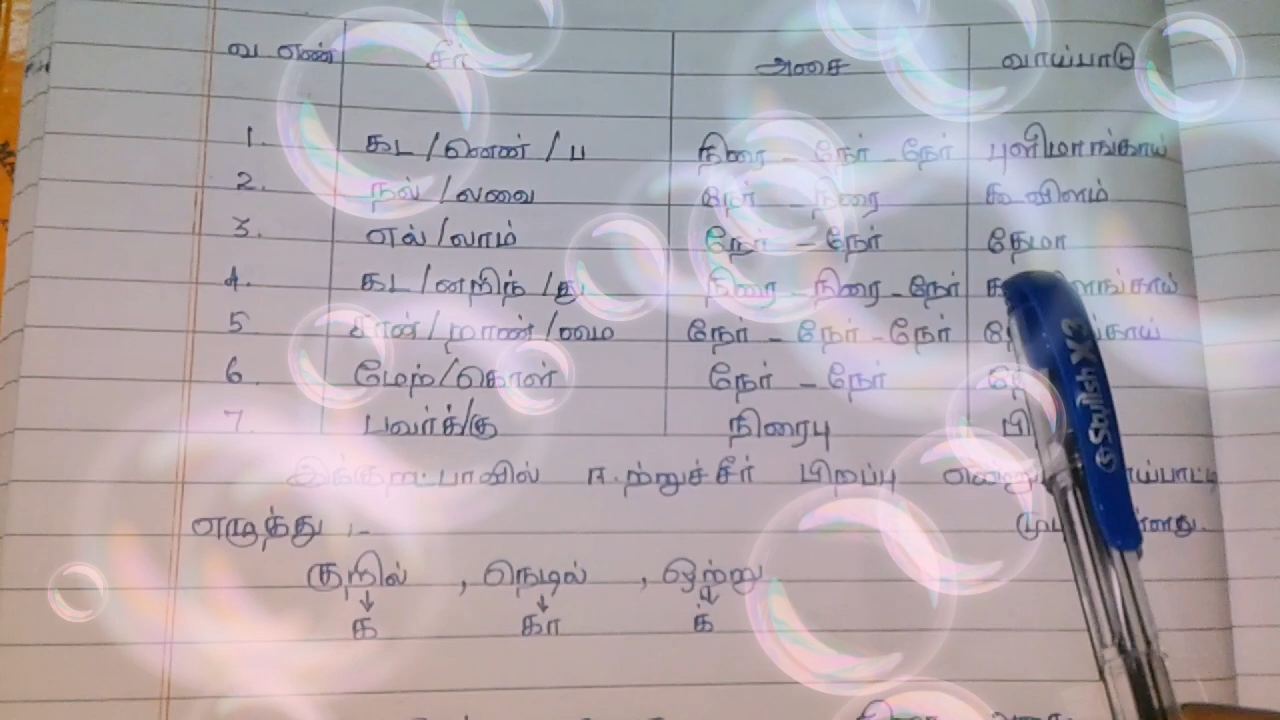 வ எண் சீர் அசை வாய்பாடு
1. கட / னென் / ப நிரை - நேர் - நேர் புளிமாங்காய்
2. நல் / லவை நேர் - நிரை கூவிளம்
3. எல் / லாம் நேர் - நேர் தேமா
4. கட / னறிந் / து நிரை - நிரை - நேர்
5 சான் / றாண் / மை நேர் - நேர் - நேர்
6. மேற் / கொள் நேர் - நேர்
7. பவர்க் / கு நிரைபு
இக்குறட்பாவில் ஈற்றுச்சீர் பிறப்பு
எழுத்து :-
குறில் , நெடில் , ஒற்று
க கா க்